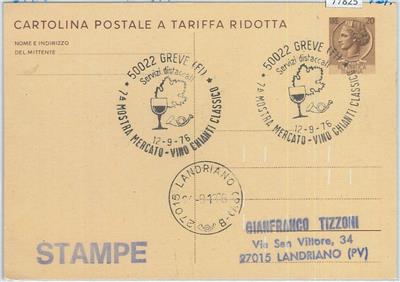 77825
CARTOLINA POSTALE A TARIFFA RIDOTTA
20
NOME E INDIRIZZO
DEL MITTENTE
* 50022 GREVE (FI) *
Servizi distaccati
7a MOSTRA MERCATO - VINO CHIANTI CLASSICO
12-9-76
* 50022 GREVE (FI) *
Servizi distaccati
7a MOSTRA MERCATO - VINO CHIANTI CLASSICO
12-9-76
27015 LANDRIANO
STAMPE
GIANFRANCO TIZZONI
Via San Vittore, 34
27015 LANDRIANO (PV)